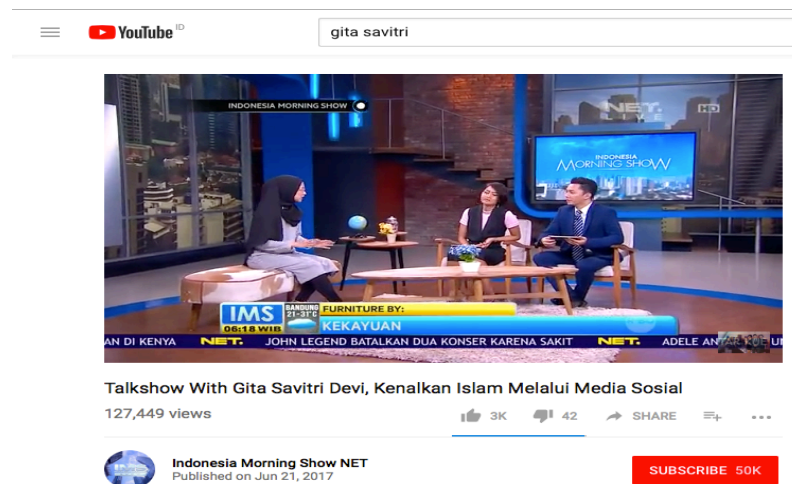 YouTube ID
gita savitri
INDONESIA MORNING SHOW
NET.
HD
LIVE
INDONESIA
MORNING SHOW
IMS
BANDUNG
21-31°C
FURNITURE BY:
06:18 WIB
KEKAYUAN
AN DI KENYA NET. JOHN LEGEND BATALKAN DUA KONSER KARENA SAKIT NET. ADELE
Talkshow With Gita Savitri Devi, Kenalkan Islam Melalui Media Sosial
127,449 views
3K
42
SHARE
Indonesia Morning Show NET
SUBSCRIBE 50K
Published on Jun 21, 2017